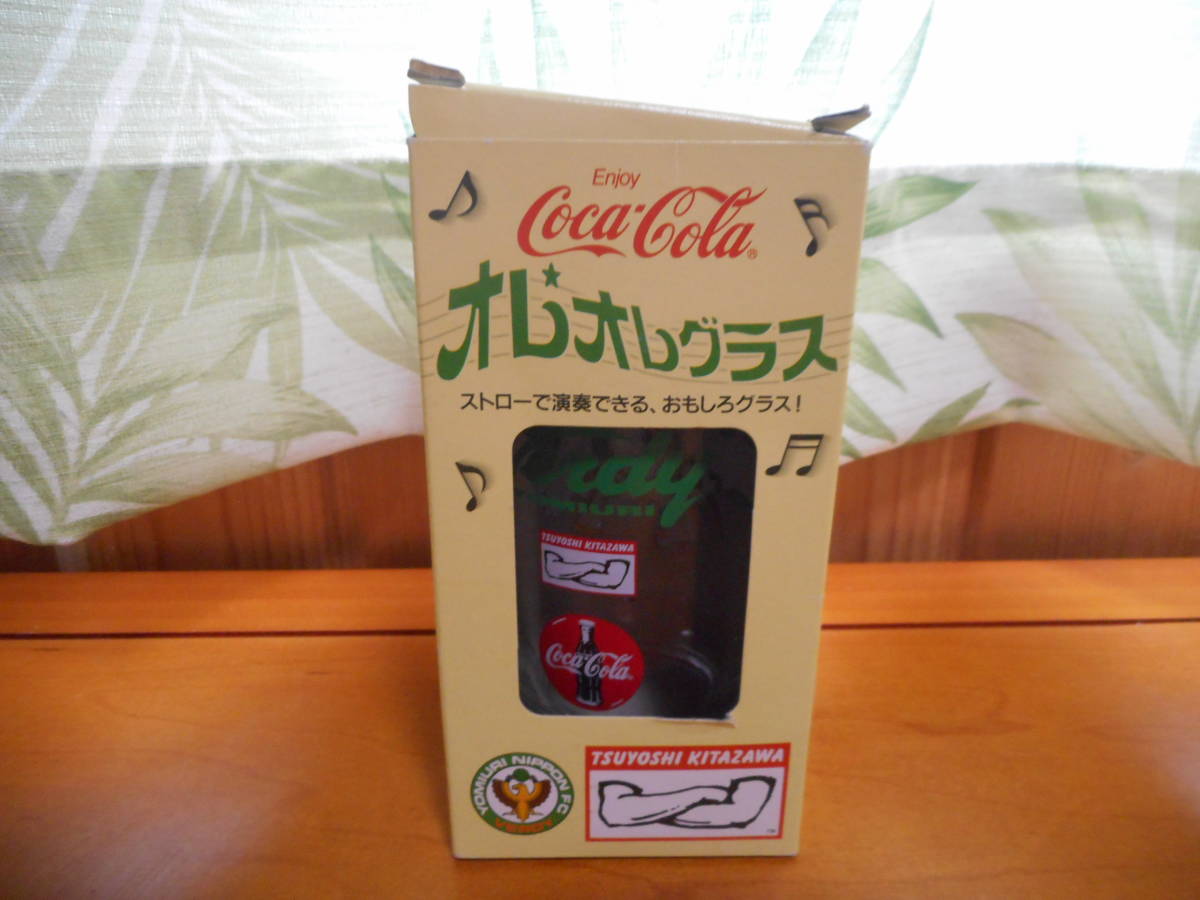 Enjoy
Coca-Cola®
オレオレグラス
ストローで演奏できる、おもしろグラス!
TSUYOSHI KITAZAWA
Coca-Cola
YOMIURI NIPPON FC
VERDY
TSUYOSHI KITAZAWA